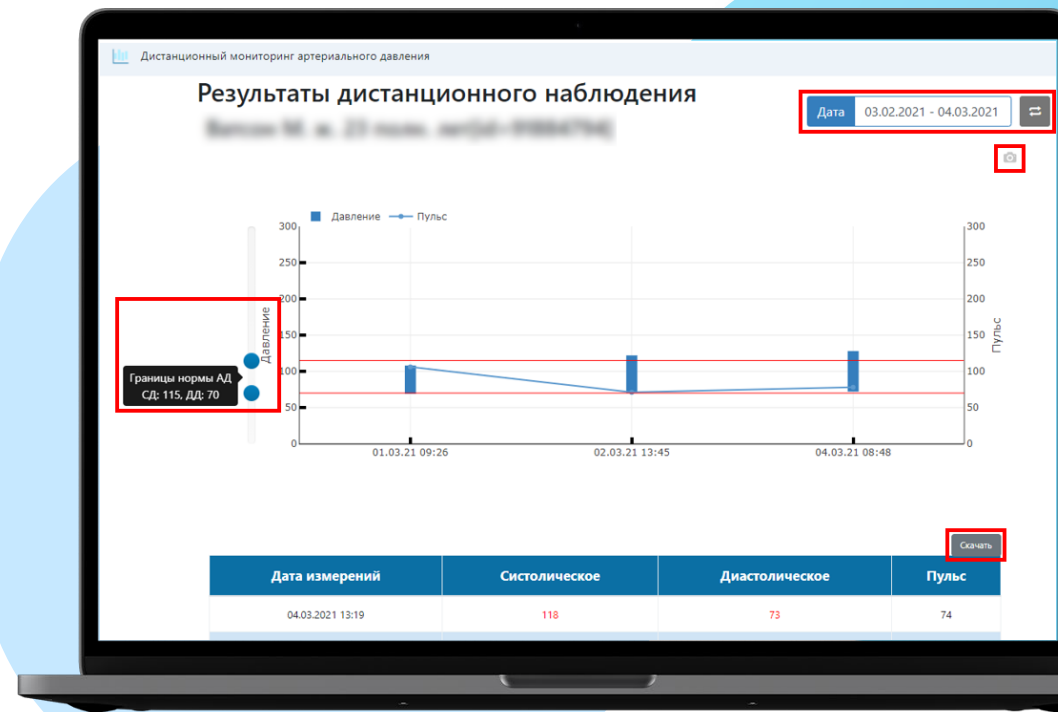 Дистанционный мониторинг артериального давления
Результаты дистанционного наблюдения
Дата 03.02.2021 - 04.03.2021
Давление Пульс
300
250
200
150
100
50
0
Давление
Границы нормы АД
СД: 115, ДД: 70
300
250
200
150
100
50
0
Пульс
01.03.21 09:26 02.03.21 13:45 04.03.21 08:48
Скачать
Дата измерений Систолическое Диастолическое Пульс
04.03.2021 13:19 118 73 74